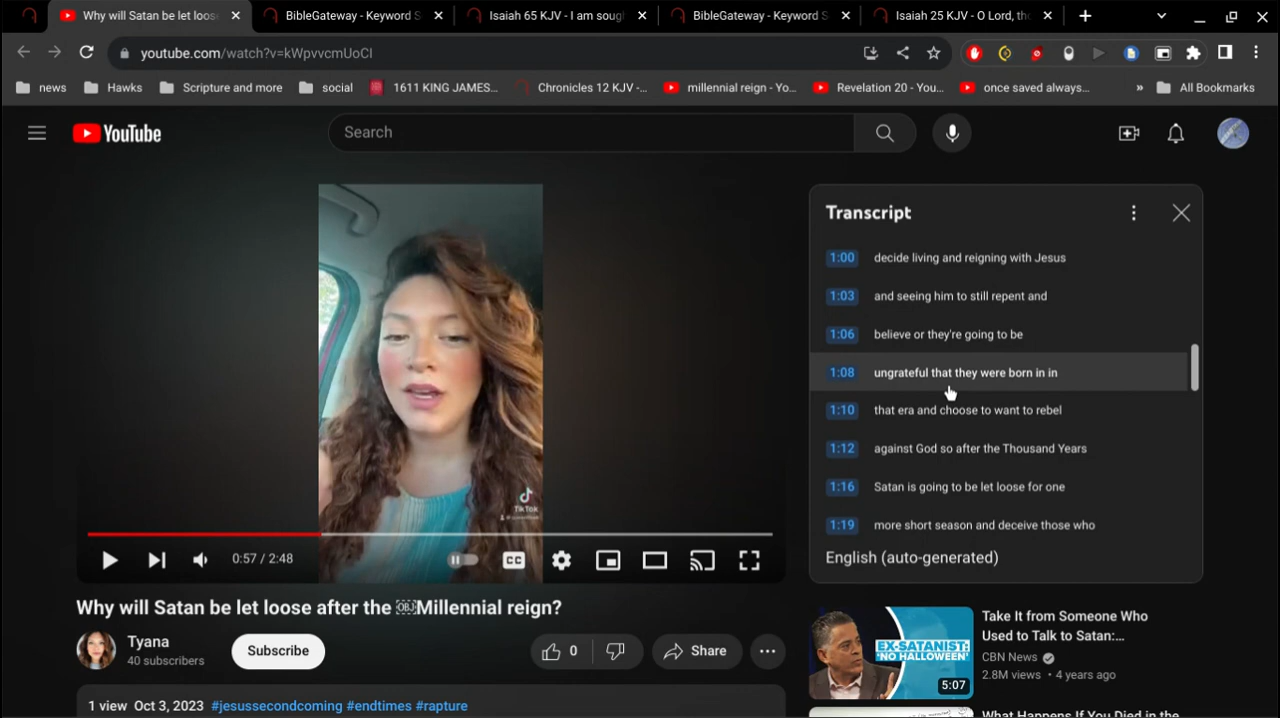 Why will Satan be let loos
BibleGateway - Keyword S
Isaiah 65 KJV - I am sough
BibleGateway - Keyword S
Isaiah 25 KJV - O Lord, tho
youtube.com/watch?v=kWpvvcmUoCI
news
Hawks
Scripture and more
social
1611 KING JAMES...
Chronicles 12 KJV -...
millennial reign - Yo...
Revelation 20 - You...
once saved always...
»
All Bookmarks
YouTube
Search
Transcript
1:00 decide living and reigning with Jesus
1:03 and seeing him to still repent and
1:06 believe or they're going to be
1:08 ungrateful that they were born in in
1:10 that era and choose to want to rebel
1:12 against God so after the Thousand Years
1:16 Satan is going to be let loose for one
1:19 more short season and deceive those who
English (auto-generated)
TikTok
0:57 / 2:48
CC
Why will Satan be let loose after the ￼Millennial reign?
Tyana
40 subscribers
Subscribe
0
Share
1 view Oct 3, 2023 #jesussecondcoming #endtimes #rapture
EX-SATANIST:
'NO HALLOWEEN'
5:07
Take It from Someone Who
Used to Talk to Satan:...
CBN News
2.8M views • 4 years ago
What Happens If You Died in the